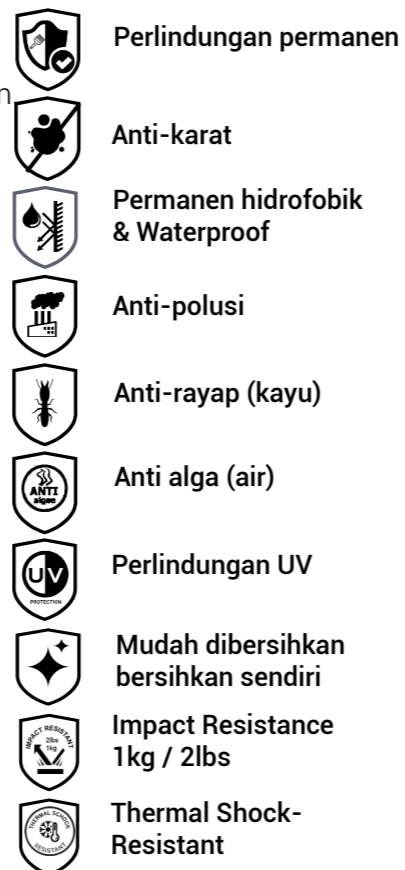 Perlindungan permanen
n
Anti-karat
Permanen hidrofobik
& Waterproof
Anti-polusi
Anti-rayap (kayu)
ANTI
algae
Anti alga (air)
UV
PROTECTION
Perlindungan UV
Mudah dibersihkan
bersihkan sendiri
IMPACT RESISTANT
2lbs
1kg
Impact Resistance
1kg / 2lbs
THERMAL SCHOCK
RESISTANT
Thermal Shock-
Resistant